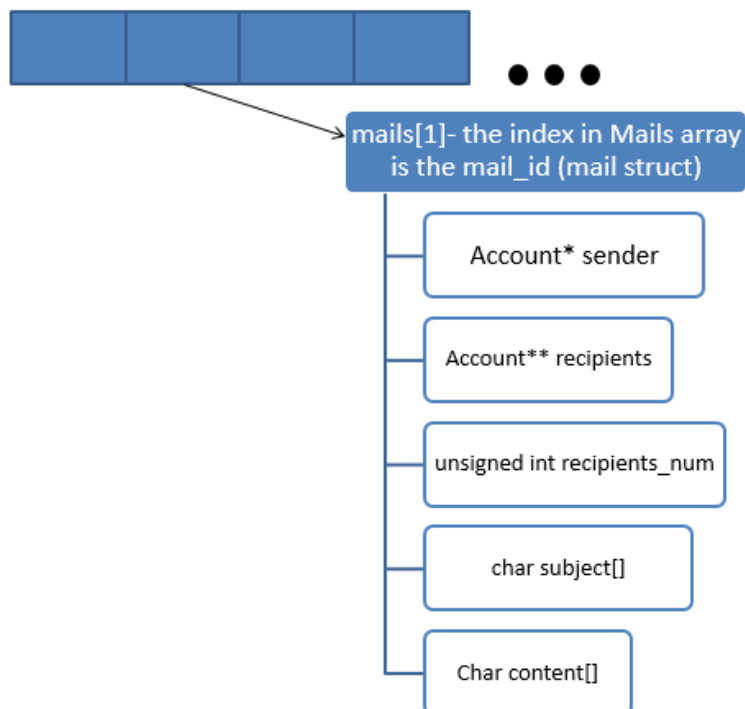 mails[1]- the index in Mails array
is the mail_id (mail struct)
Account* sender
Account** recipients
unsigned int recipients_num
char subject[]
Char content[]